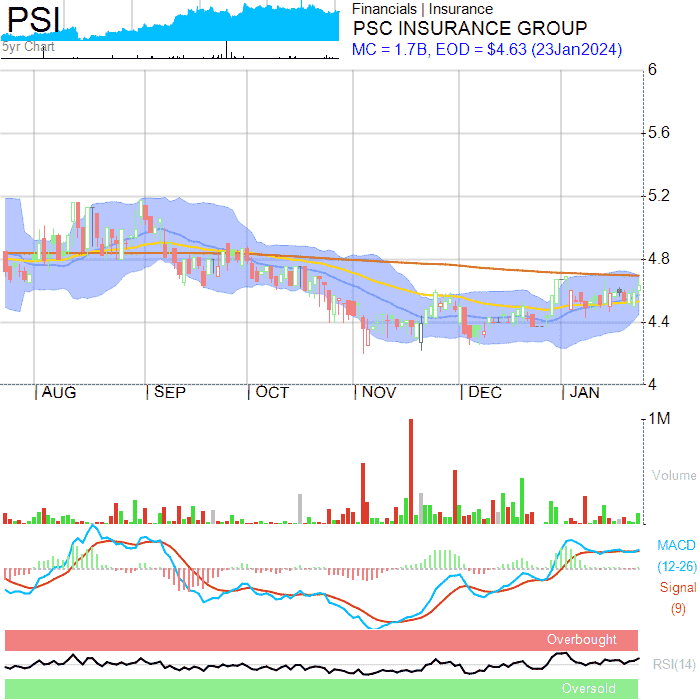 PSI
5yr Chart
Financials | Insurance
PSC INSURANCE GROUP
MC = 1.7B, EOD = $4.63 (23Jan2024)
6
5.6
5.2
4.8
4.4
4
AUG
SEP
OCT
NOV
DEC
JAN
1M
Volume
MACD
(12-26)
Signal
(9)
Overbought
RSI(14)
Oversold